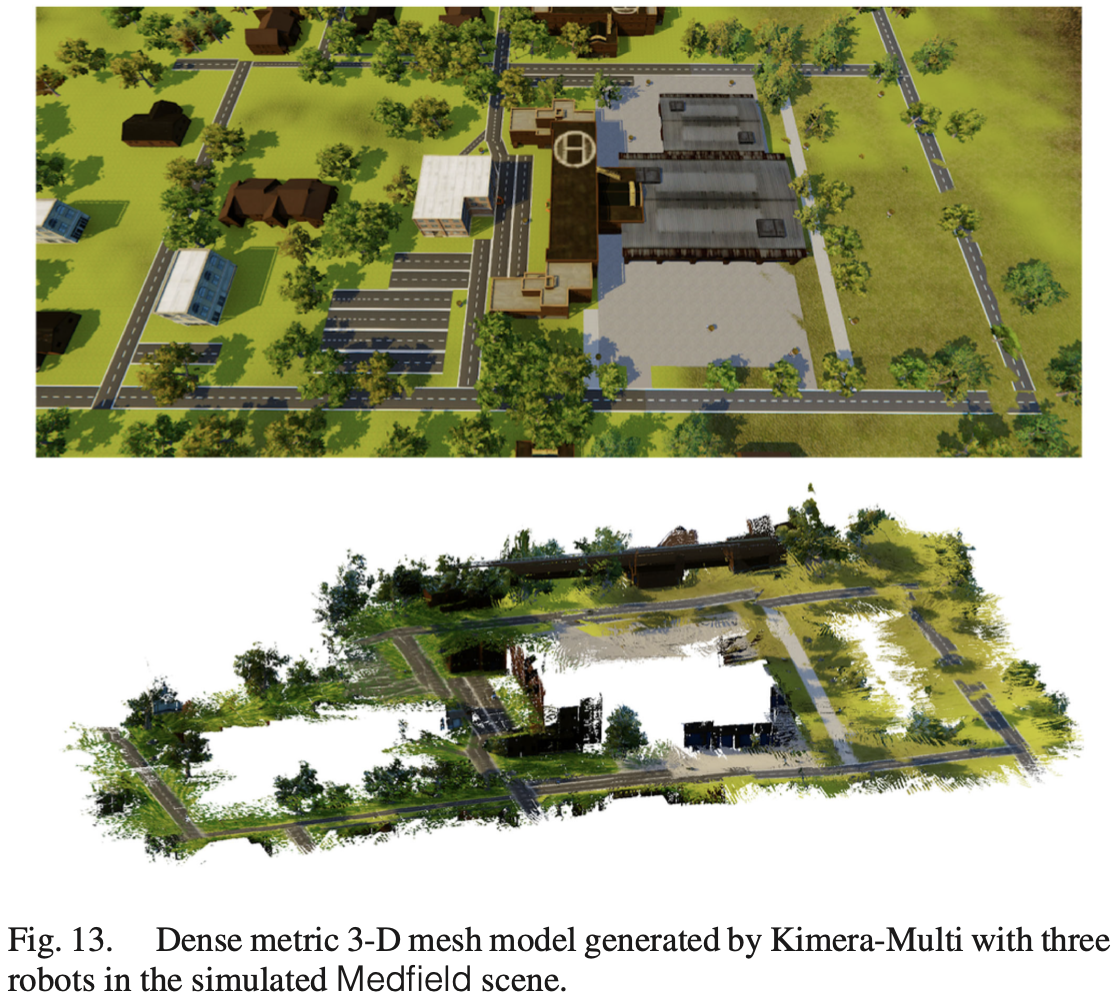 H
Fig. 13. Dense metric 3-D mesh model generated by Kimera-Multi with three
robots in the simulated Medfield scene.